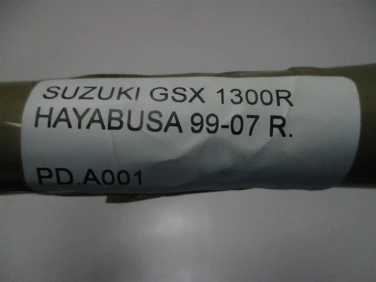 SUZUKI GSX 1300R
HAYABUSA 99-07 R.
PD.A001